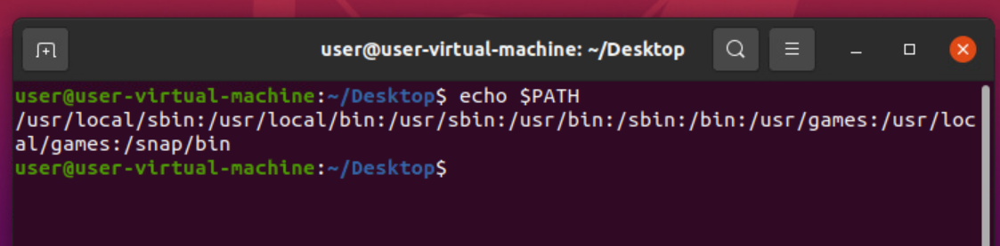 user@user-virtual-machine: ~/Desktop
user@user-virtual-machine:~/Desktop$ echo $PATH
/usr/local/sbin:/usr/local/bin:/usr/sbin:/usr/bin:/sbin:/bin:/usr/games:/usr/loc
al/games:/snap/bin
user@user-virtual-machine:~/Desktop$